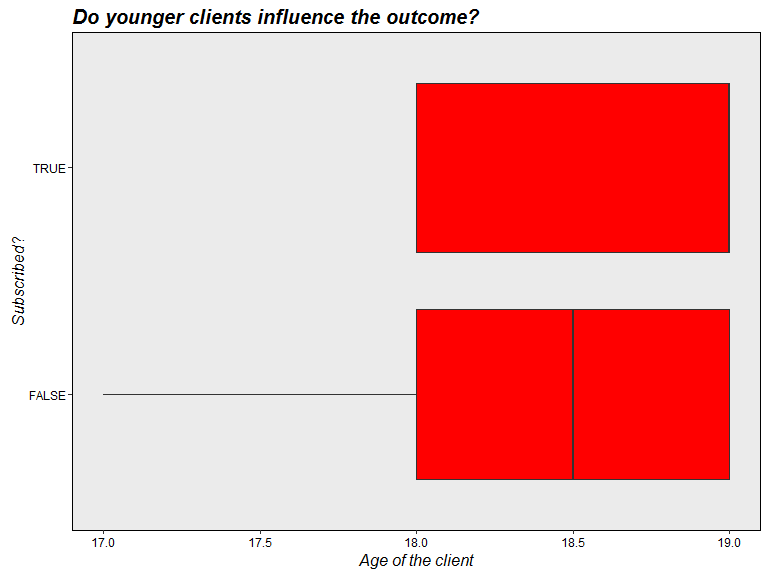 Do younger clients influence the outcome?
TRUE
Subscribed?
FALSE
17.0 17.5 18.0 18.5 19.0
Age of the client